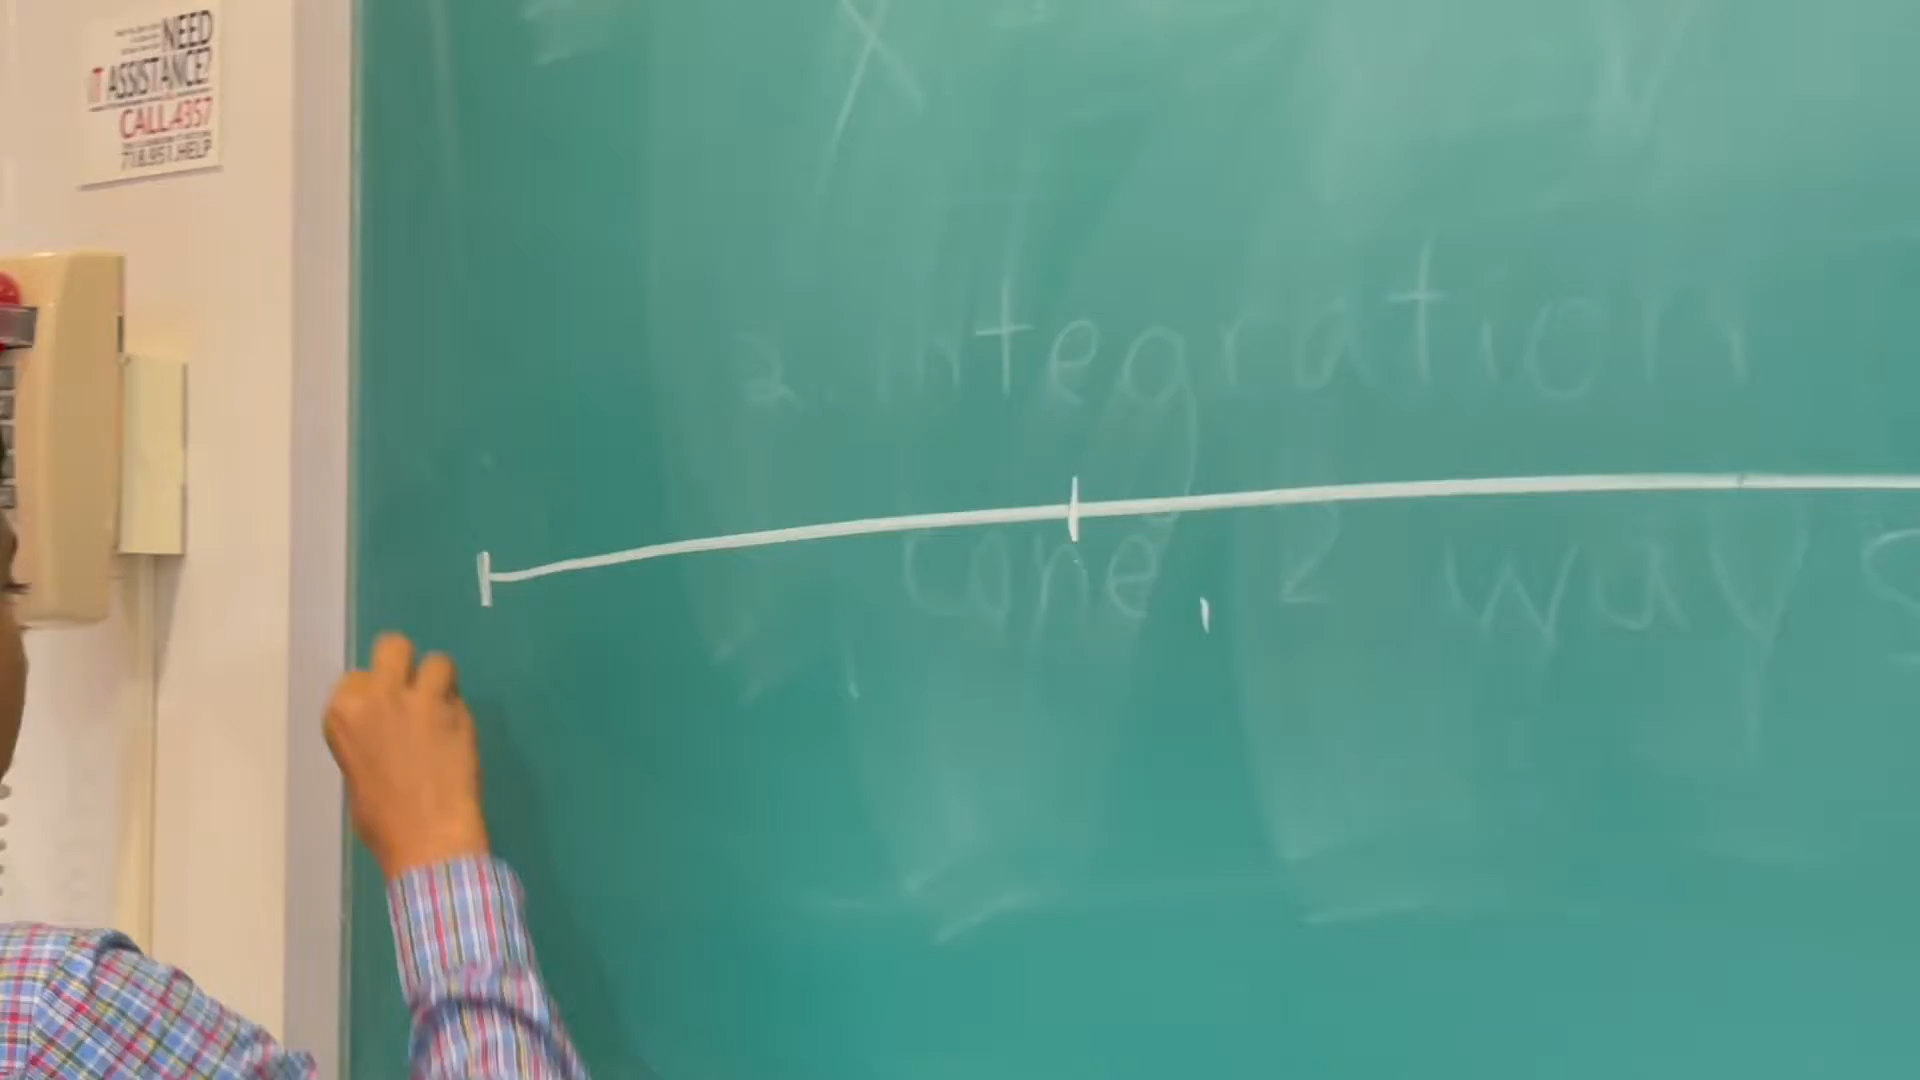 NEED
IT ASSISTANCE?
CALL.4357
718.951.HELP
X
2. integration
cone 2 ways